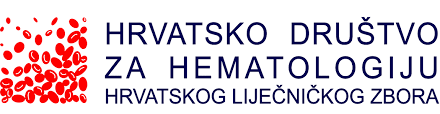 HRVATSKO DRUŠTVO
ZA HEMATOLOGIJU
HRVATSKOG LIJEČNIČKOG ZBORA